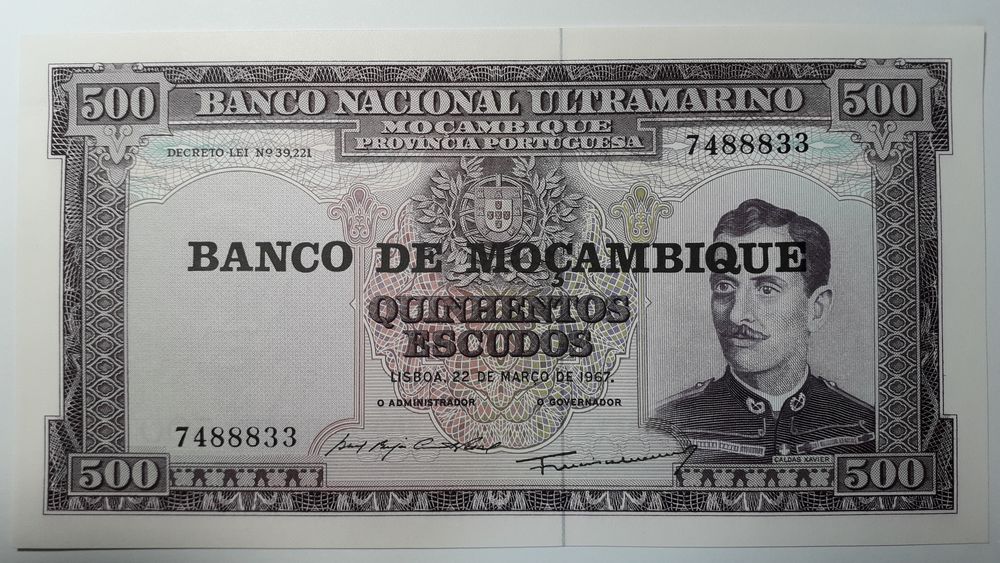 500 BANCO NACIONAL ULTRAMARINO 500
MOÇAMBIQUE
PROVINCIA PORTUGUESA
7488833
DECRETO-LEI Nº 39,221
BANCO DE MOÇAMBIQUE
QUINHENTOS
ESCUDOS
LISBOA, 22 DE MARÇO DE 1967.
O ADMINISTRADOR O GOVERNADOR
7488833
CALDAS XAVIER
500 500